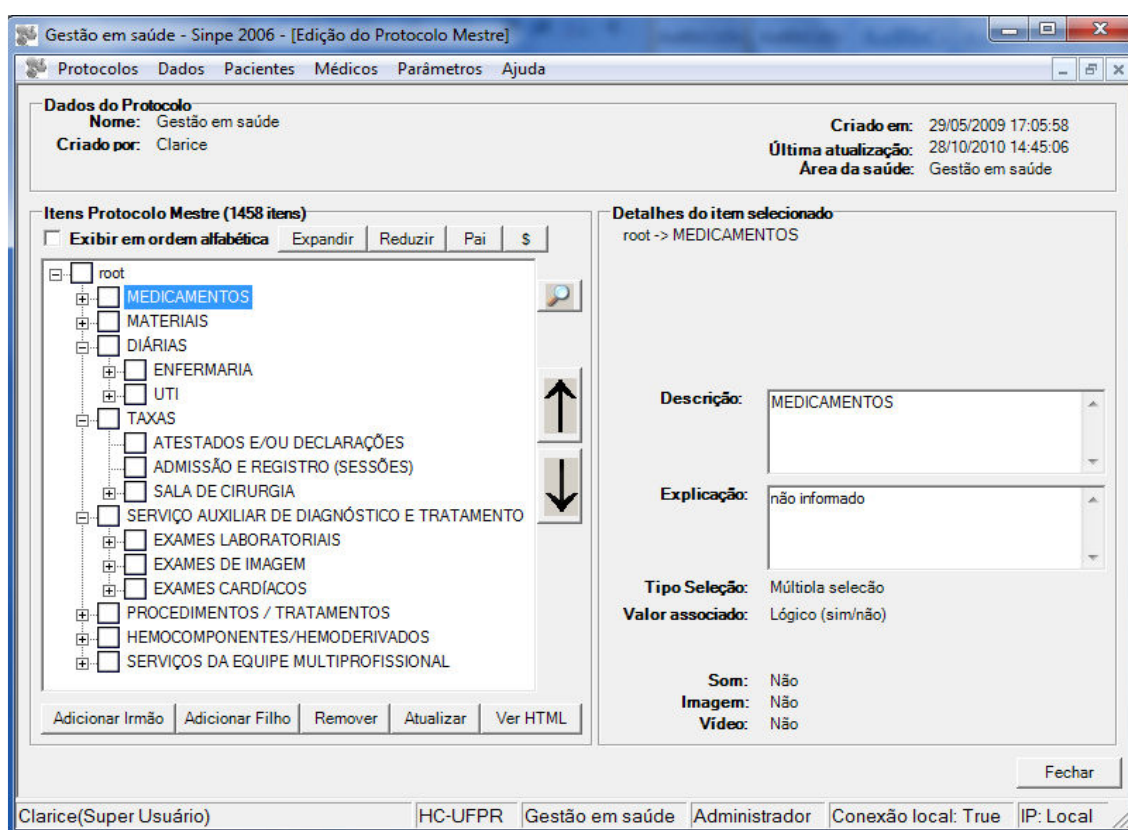 Gestão em saúde - Sinpe 2006 - [Edição do Protocolo Mestre]
Protocolos Dados Pacientes Médicos Parâmetros Ajuda
Dados do Protocolo
Nome: Gestão em saúde
Criado por: Clarice
Criado em: 29/05/2009 17:05:58
Última atualização: 28/10/2010 14:45:06
Área da saúde: Gestão em saúde
Itens Protocolo Mestre (1458 itens)
Exibir em ordem alfabética Expandir Reduzir Pai $
root
MEDICAMENTOS
MATERIAIS
DIÁRIAS
ENFERMARIA
UTI
TAXAS
ATESTADOS E/OU DECLARAÇÕES
ADMISSÃO E REGISTRO (SESSÕES)
SALA DE CIRURGIA
SERVIÇO AUXILIAR DE DIAGNÓSTICO E TRATAMENTO
EXAMES LABORATORIAIS
EXAMES DE IMAGEM
EXAMES CARDÍACOS
PROCEDIMENTOS / TRATAMENTOS
HEMOCOMPONENTES/HEMODERIVADOS
SERVIÇOS DA EQUIPE MULTIPROFISSIONAL
Adicionar Irmão Adicionar Filho Remover Atualizar Ver HTML
Detalhes do item selecionado
root -> MEDICAMENTOS
Descrição: MEDICAMENTOS
Explicação: não informado
Tipo Seleção: Múltipla seleção
Valor associado: Lógico (sim/não)
Som: Não
Imagem: Não
Vídeo: Não
Fechar
Clarice(Super Usuário) HC-UFPR Gestão em saúde Administrador Conexão local: True IP: Local